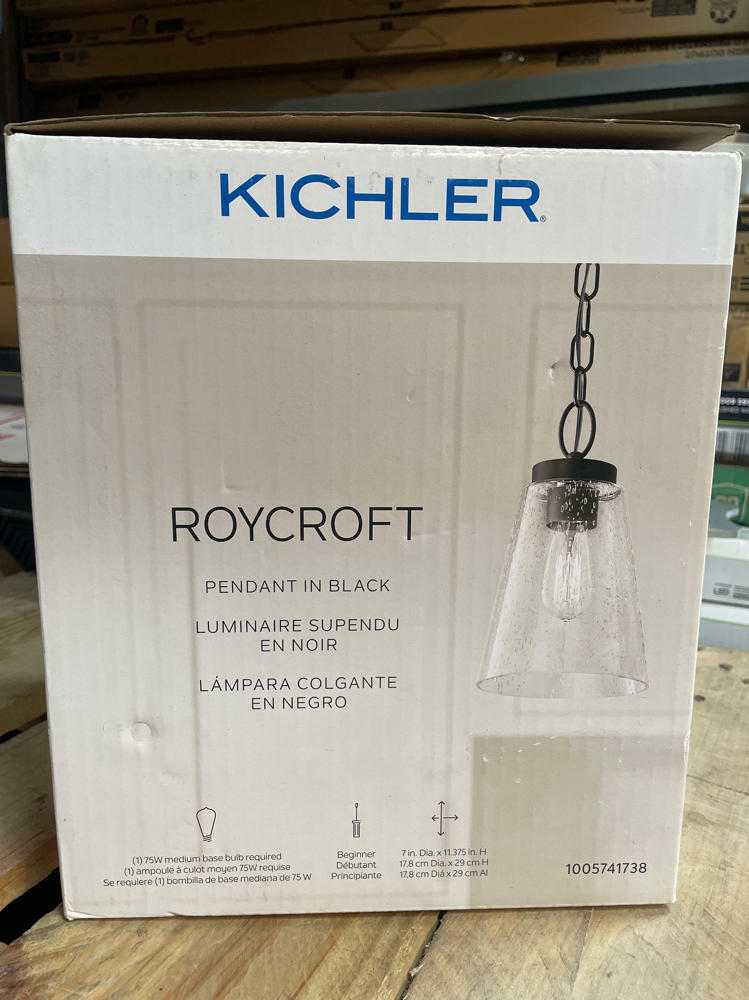 KICHLER®
ROYCROFT
PENDANT IN BLACK
LUMINAIRE SUPENDU
EN NOIR
LÁMPARA COLGANTE
EN NEGRO
(1) 75W medium base bulb required
(1) ampoule à culot moyen 75W requise
Se requiere (1) bombilla de base mediana de 75 W
Beginner
Débutant
Principiante
7 in. Dia. x 11.375 in. H
17.8 cm Dia. x 29 cm H
17,8 cm Diá x 29 cm Al
1005741738